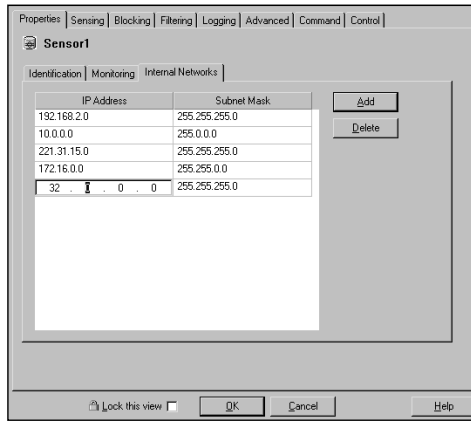 Properties Sensing Blocking Filtering Logging Advanced Command Control
Sensor1
Identification Monitoring Internal Networks
IP Address Subnet Mask
Add
192.168.2.0 255.255.255.0
10.0.0.0 255.0.0.0
Delete
221.31.15.0 255.255.255.0
172.16.0.0 255.255.0.0
32 . . 0 . 0 255.255.255.0
Lock this view OK Cancel Help